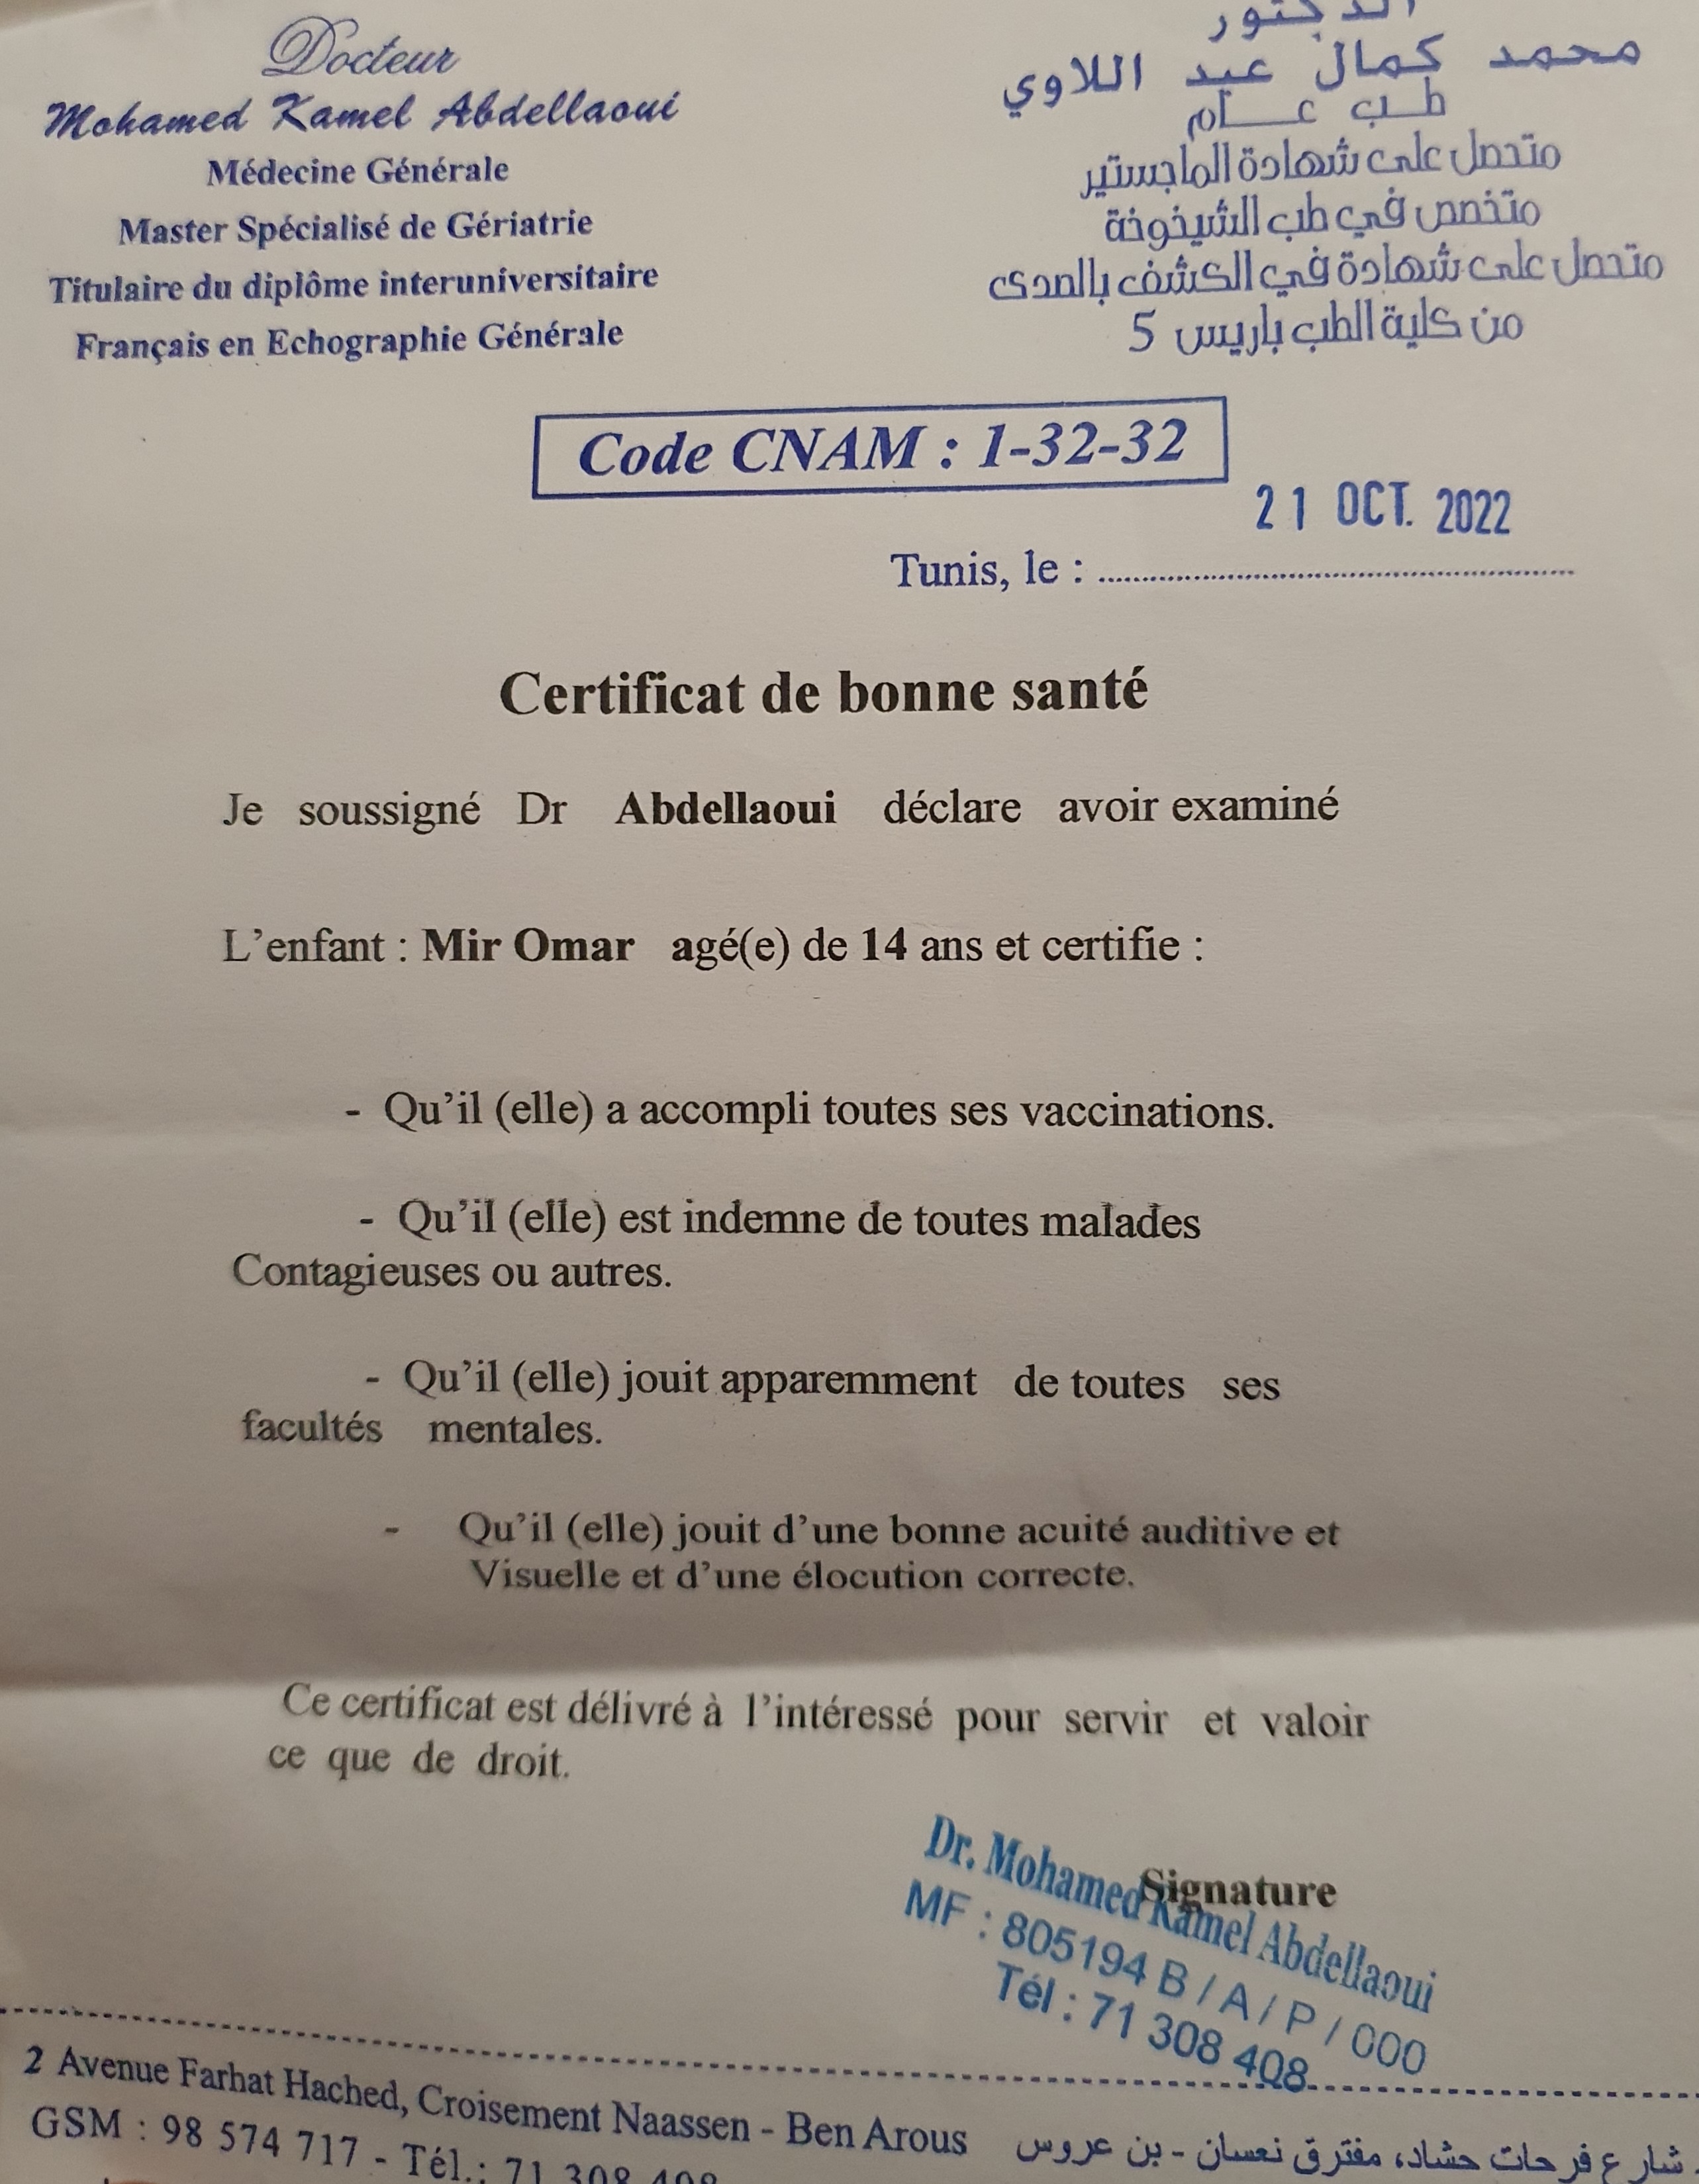 Docteur
Mohamed Kamel Abdellaoui
Médecine Générale
Master Spécialisé de Gériatrie
Titulaire du diplôme interuniversitaire
Français en Echographie Générale
الدكتور
محمد كمال عبد اللاوي
طب عام
متحصل على شهادة الماجستير
متخصص في طب الشيخوخة
متحصل على شهادة في الكشف بالصدى
من كلية الطب باريس 5
Code CNAM : 1-32-32
21 OCT. 2022
Tunis, le :
Certificat de bonne santé
Je soussigné Dr Abdellaoui déclare avoir examiné
L'enfant : Mir Omar agé(e) de 14 ans et certifie :
- Qu'il (elle) a accompli toutes ses vaccinations.
- Qu'il (elle) est indemne de toutes malades
Contagieuses ou autres.
- Qu'il (elle) jouit apparemment de toutes ses
facultés mentales.
- Qu'il (elle) jouit d'une bonne acuité auditive et
Visuelle et d'une élocution correcte.
Ce certificat est délivré à l'intéressé pour servir et valoir
ce que de droit.
Signature
Dr. Mohamed Kamel Abdellaoui
MF : 805194 B / A / P / 000
Tél : 71 308 408
2 Avenue Farhat Hached, Croisement Naassen - Ben Arous
شارع فرحات حشاد، مفترق نعسان - بن عروس
GSM : 98 574 717 - Tél.: 71 308 408